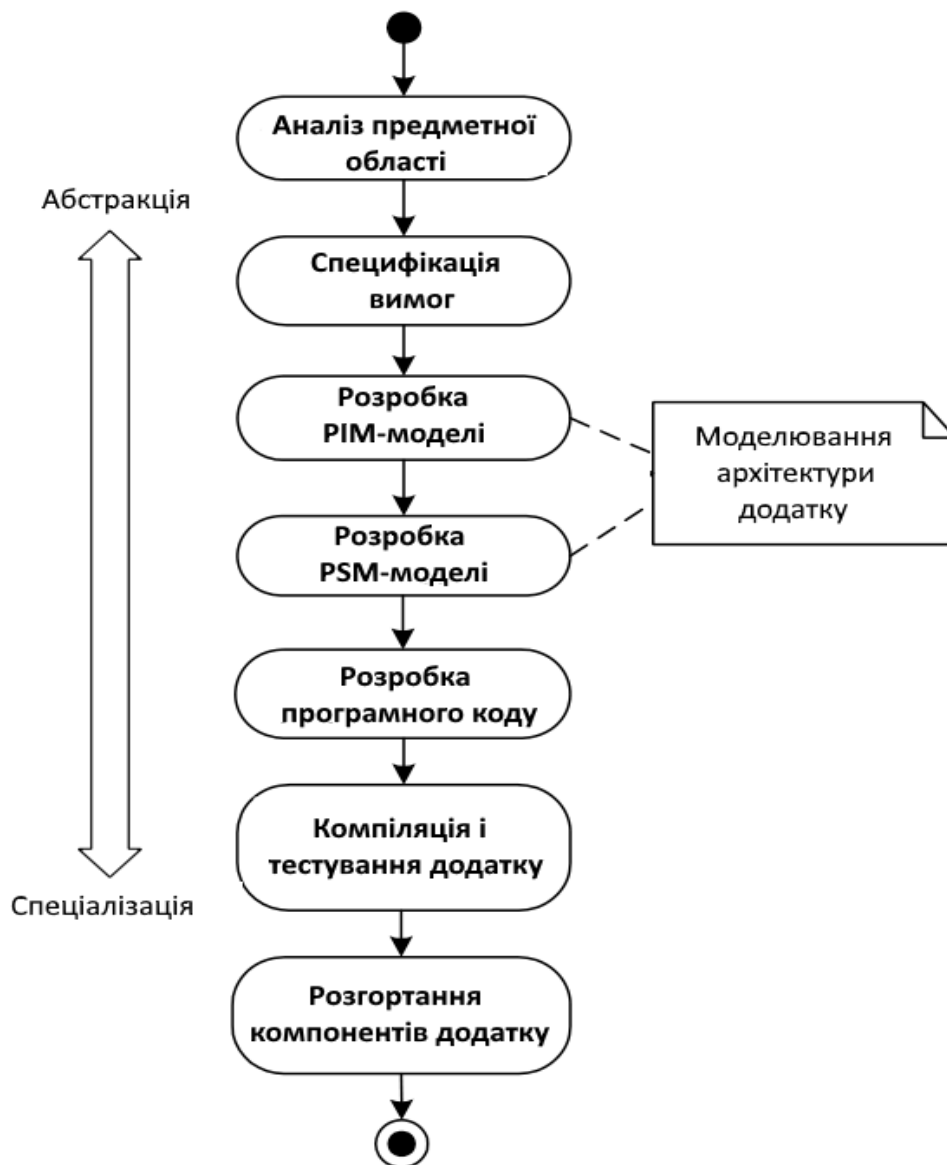 Аналіз предметної
області
Абстракція
Специфікація
вимог
Розробка
PIM-моделі
Моделювання
архітектури
додатку
Розробка
PSM-моделі
Розробка
програмного коду
Компіляція і
тестування додатку
Спеціалізація
Розгортання
компонентів додатку